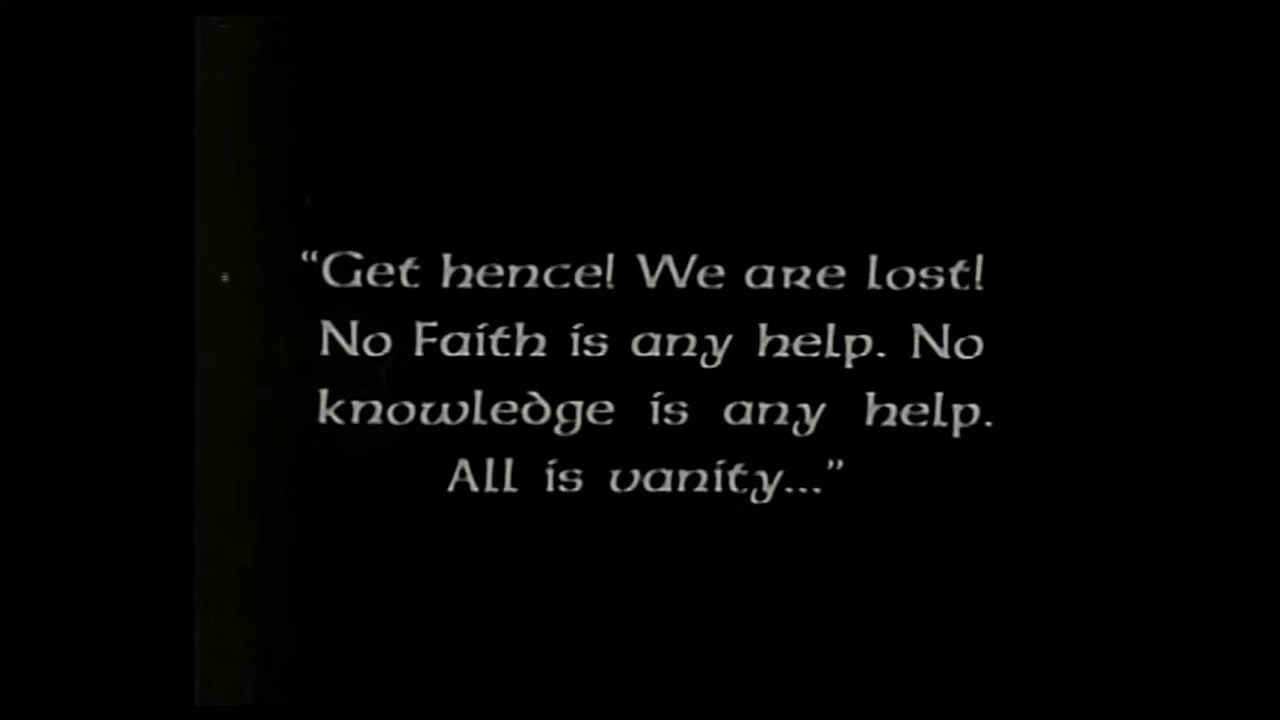 “Get hence! We are lost!
No Faith is any help. No
knowledge is any help.
All is vanity...”